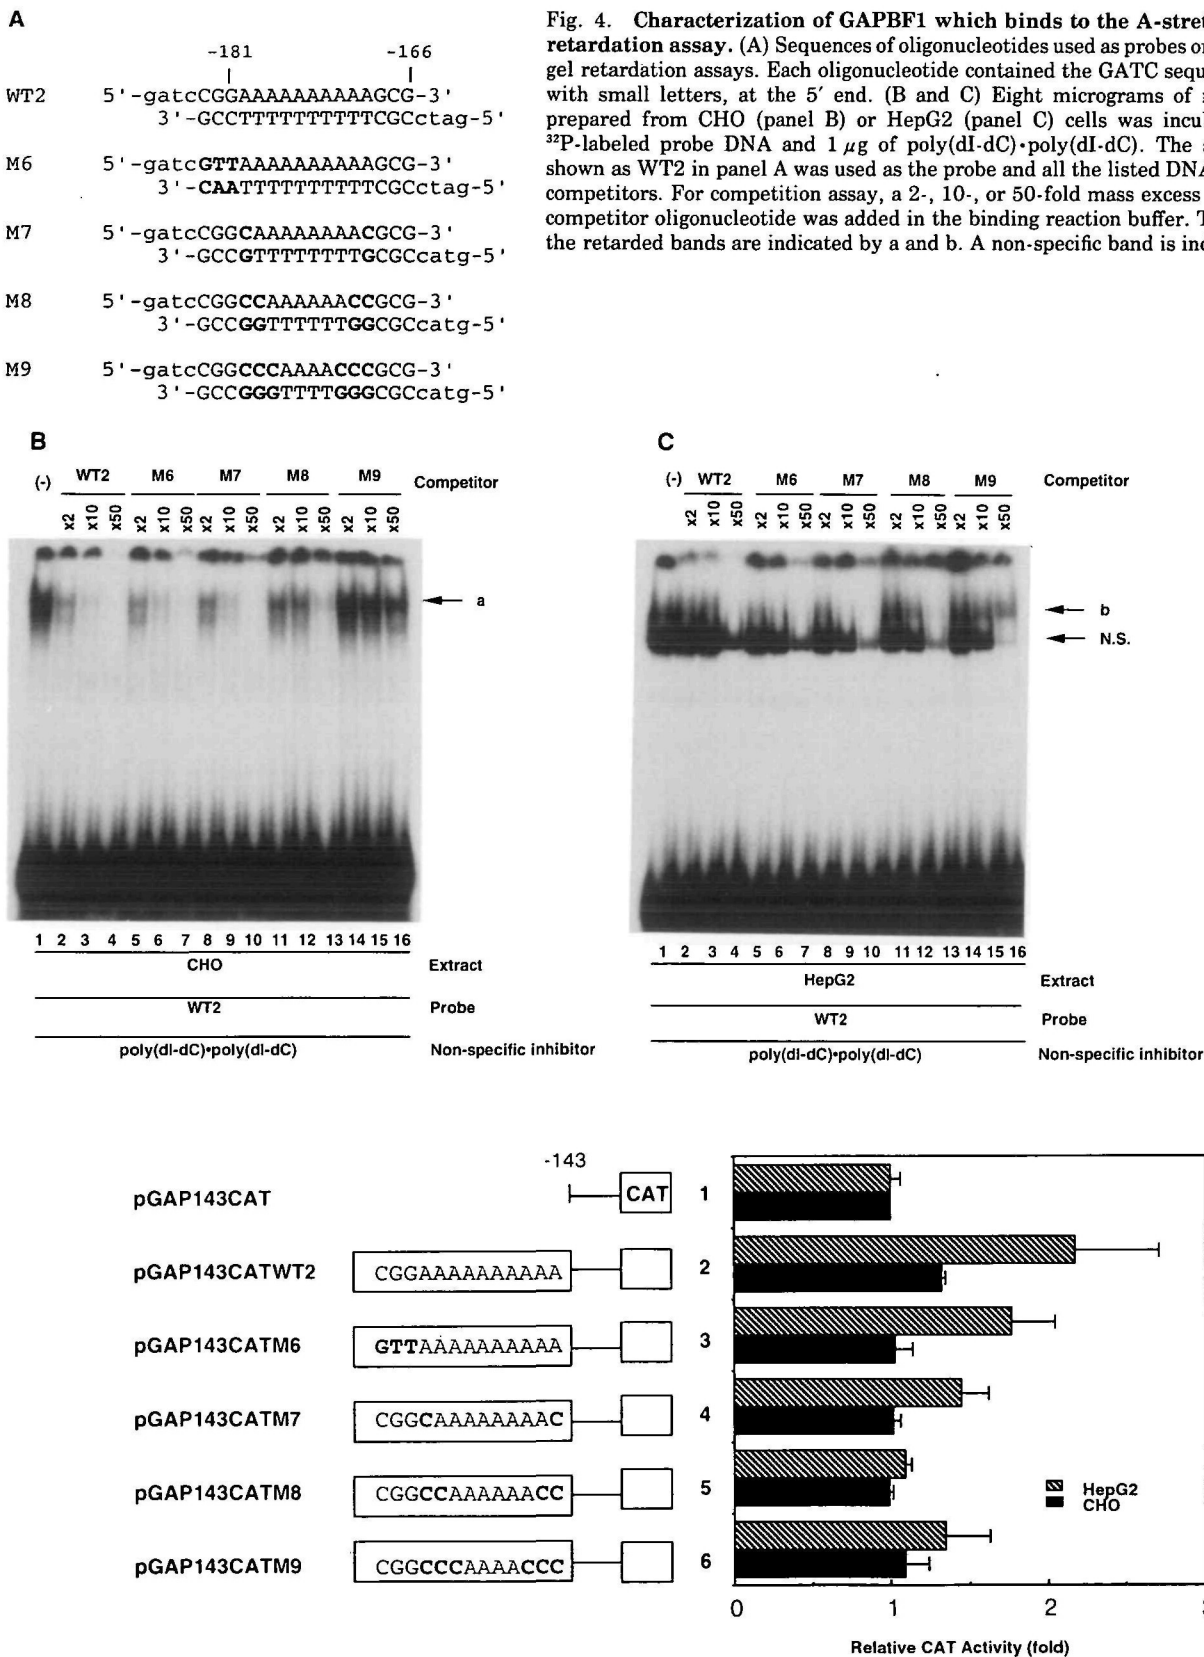 A
-181 -166
WT2 5'-gatcCGGAAAAAAAAAAAGCG-3'
3'-GCCTTTTTTTTTTTCGCctag-5'
M6 5'-gatcGTTAAAAAAAAAAAGCG-3'
3'-CAATTTTTTTTTTTCGCctag-5'
M7 5'-gatcCGGCAAAAAAAACGCG-3'
3'-GCCGTTTTTTTTGCGCcatg-5'
M8 5'-gatcCGGCCAAAAAACCGCG-3'
3'-GCCGGTTTTTTGGCGCcatg-5'
M9 5'-gatcCGGCCCAAAACCCGCG-3'
3'-GCCGGGTTTTGGGCGCcatg-5'
Fig. 4. Characterization of GAPBF1 which binds to the A-stret
retardation assay. (A) Sequences of oligonucleotides used as probes or
gel retardation assays. Each oligonucleotide contained the GATC sequ
with small letters, at the 5′ end. (B and C) Eight micrograms of
prepared from CHO (panel B) or HepG2 (panel C) cells was incul
³²P-labeled probe DNA and 1 μg of poly(dI-dC)•poly(dI-dC). The
shown as WT2 in panel A was used as the probe and all the listed DNA
competitors. For competition assay, a 2-, 10-, or 50-fold mass excess
competitor oligonucleotide was added in the binding reaction buffer. T
the retarded bands are indicated by a and b. A non-specific band is inc
B
(-) WT2 M6 M7 M8 M9 Competitor
x2 x10 x50 x2 x10 x50 x2 x10 x50 x2 x10 x50 x2 x10 x50
a
1 2 3 4 5 6 7 8 9 10 11 12 13 14 15 16
CHO Extract
WT2 Probe
poly(dI-dC)•poly(dI-dC) Non-specific inhibitor
C
(-) WT2 M6 M7 M8 M9 Competitor
x2 x10 x50 x2 x10 x50 x2 x10 x50 x2 x10 x50 x2 x10 x50
b
N.S.
1 2 3 4 5 6 7 8 9 10 11 12 13 14 15 16
HepG2 Extract
WT2 Probe
poly(dI-dC)•poly(dI-dC) Non-specific inhibitor
-143
pGAP143CAT CAT 1
pGAP143CATWT2 CGGAAAAAAAAAA 2
pGAP143CATM6 GTTAAAAAAAAAA 3
pGAP143CATM7 CGGCAAAAAAAAC 4
pGAP143CATM8 CGGCCAAAAAACC 5
pGAP143CATM9 CGGCCCAAAACCC 6
HepG2
CHO
0 1 2
Relative CAT Activity (fold)